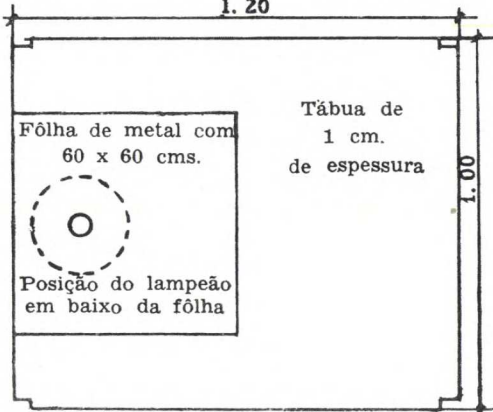 1. 20
Fôlha de metal com
60 x 60 cms.
Posição do lampeão
em baixo da fôlha
Tábua de
1 cm.
de espessura
1. 00